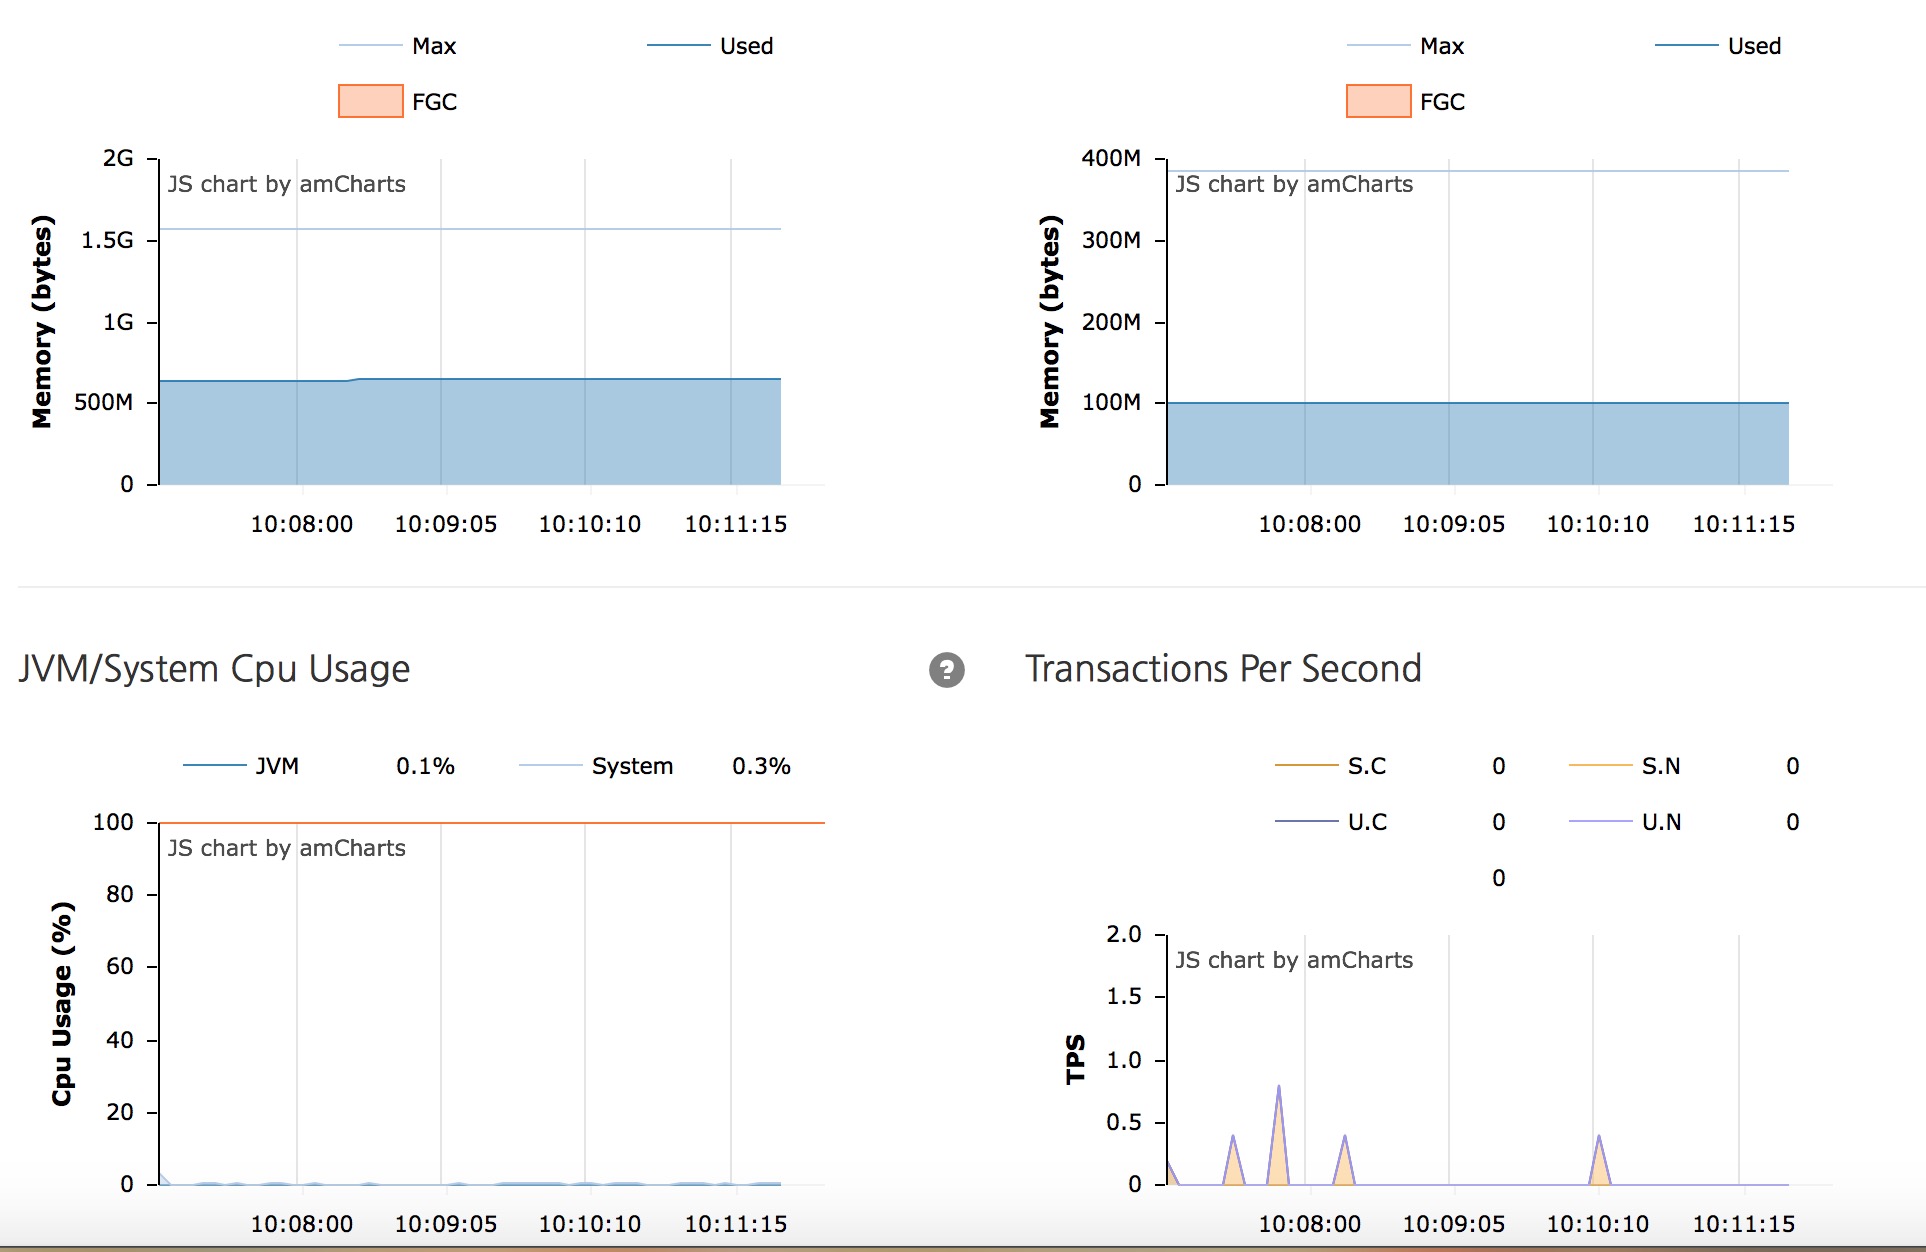 Max Used
FGC
2G
JS chart by amCharts
1.5G
1G
500M
0
Memory (bytes)
10:08:00 10:09:05 10:10:10 10:11:15
Max Used
FGC
400M
JS chart by amCharts
300M
200M
100M
0
Memory (bytes)
10:08:00 10:09:05 10:10:10 10:11:15
JVM/System Cpu Usage
?
JVM 0.1% System 0.3%
100
JS chart by amCharts
80
60
40
20
0
Cpu Usage (%)
10:08:00 10:09:05 10:10:10 10:11:15
Transactions Per Second
S.C 0 S.N 0
U.C 0 U.N 0
0
2.0
JS chart by amCharts
1.5
1.0
0.5
0
TPS
10:08:00 10:09:05 10:10:10 10:11:15